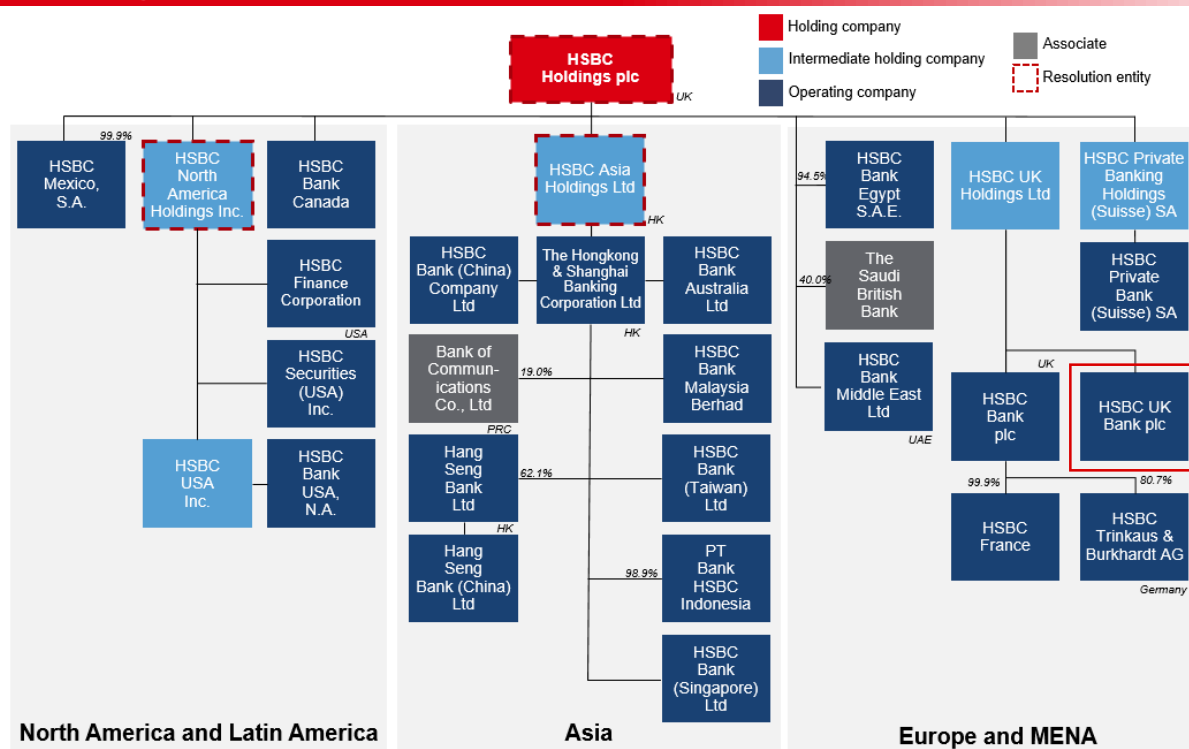 Holding company
Intermediate holding company
Operating company
Associate
Resolution entity
HSBC
Holdings plc
UK
99.9%
HSBC
Mexico,
S.A.
HSBC
North
America
Holdings Inc.
HSBC
Bank
Canada
HSBC
Finance
Corporation
USA
HSBC
Securities
(USA)
Inc.
HSBC
USA
Inc.
HSBC
Bank
USA,
N.A.
North America and Latin America
HSBC Asia
Holdings Ltd
HK
HSBC
Bank (China)
Company
Ltd
The Hongkong
& Shanghai
Banking
Corporation Ltd
HK
HSBC
Bank
Australia
Ltd
Bank of
Commun-
ications
Co., Ltd
19.0%
PRC
HSBC
Bank
Malaysia
Berhad
Hang
Seng
Bank
Ltd
62.1%
HK
HSBC
Bank
(Taiwan) Ltd
Hang
Seng
Bank (China)
Ltd
98.9%
PT
Bank
HSBC
Indonesia
HSBC
Bank
(Singapore)
Ltd
Asia
94.5%
HSBC
Bank
Egypt
S.A.E.
HSBC UK
Holdings Ltd
HSBC Private
Banking
Holdings
(Suisse) SA
40.0%
The
Saudi
British
Bank
HSBC
Private
Bank
(Suisse) SA
HSBC
Bank
Middle East
Ltd
UAE
UK
HSBC
Bank
plc
HSBC UK
Bank plc
99.9%
80.7%
HSBC
France
HSBC
Trinkaus &
Burkhardt AG
Germany
Europe and MENA